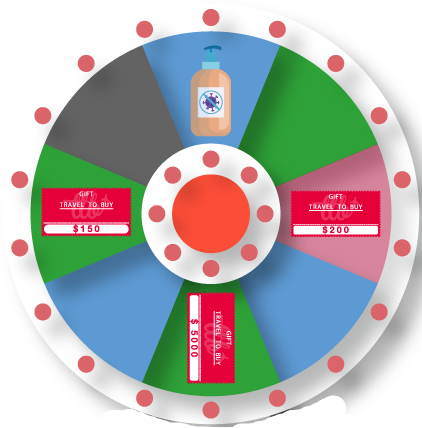 GIFT
TRAVEL TO BUY
$150
GIFT
TRAVEL TO BUY
$200
GIFT
TRAVEL TO BUY
$ 5000